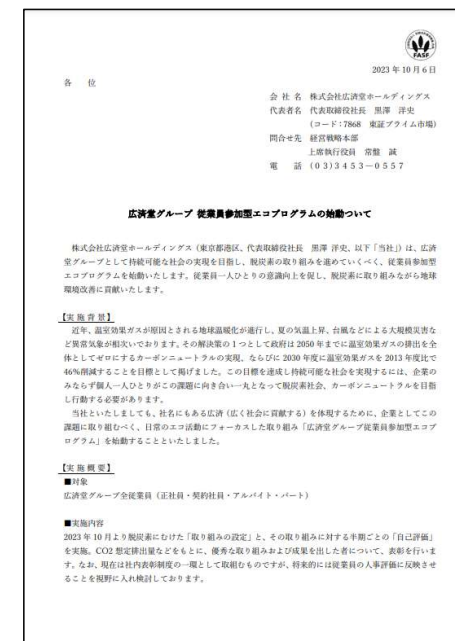 FASF
2023 年 10 月 6 日
各 位
会 社 名 株式会社広済堂ホールディングス
代表者名 代表取締役社長 黒澤 洋史
(コード：7868 東証プライム市場)
問合せ先 経営戦略本部
上席執行役員 常盤 誠
電 話 (０３)３４５３－０５５７
広済堂グループ 従業員参加型エコプログラムの始動ついて
株式会社広済堂ホールディングス（東京都港区、代表取締役社長 黒澤 洋史、以下「当社」）は、広済
堂グループとして持続可能な社会の実現を目指し、脱炭素の取り組みを進めていくべく、従業員参加型
エコプログラムを始動いたします。従業員一人ひとりの意識向上を促し、脱炭素に取り組みながら地球
環境改善に貢献いたします。
【実施背景】
近年、温室効果ガスが原因とされる地球温暖化が進行し、夏の気温上昇、台風などによる大規模災害な
ど異常気象が相次いでおります。その解決策の１つとして政府は 2050 年までに温室効果ガスの排出を全
体としてゼロにするカーボンニュートラルの実現、ならびに 2030 年度に温室効果ガスを 2013 年度比で
46%削減することを目標として掲げました。この目標を達成し持続可能な社会を実現するには、企業の
みならず個人一人ひとりがこの課題に向き合い一丸となって脱炭素社会、カーボンニュートラルを目指
し行動する必要があります。
当社といたしましても、社名にもある広済（広く社会に貢献する）を体現するために、企業としてこの
課題に取り組むべく、日常のエコ活動にフォーカスした取り組み「広済堂グループ従業員参加型エコプ
ログラム」を始動することといたしました。
【実施概要】
■対象
広済堂グループ全従業員（正社員・契約社員・アルバイト・パート）
■実施内容
2023 年 10 月より脱炭素にむけた「取り組みの設定」と、その取り組みに対する半期ごとの「自己評価」
を実施。CO2 想定排出量などをもとに、優秀な取り組みおよび成果を出した者について、表彰を行いま
す。なお、現在は社内表彰制度の一環として取組むものですが、将来的には従業員の人事評価に反映させ
ることを視野に入れ検討しております。